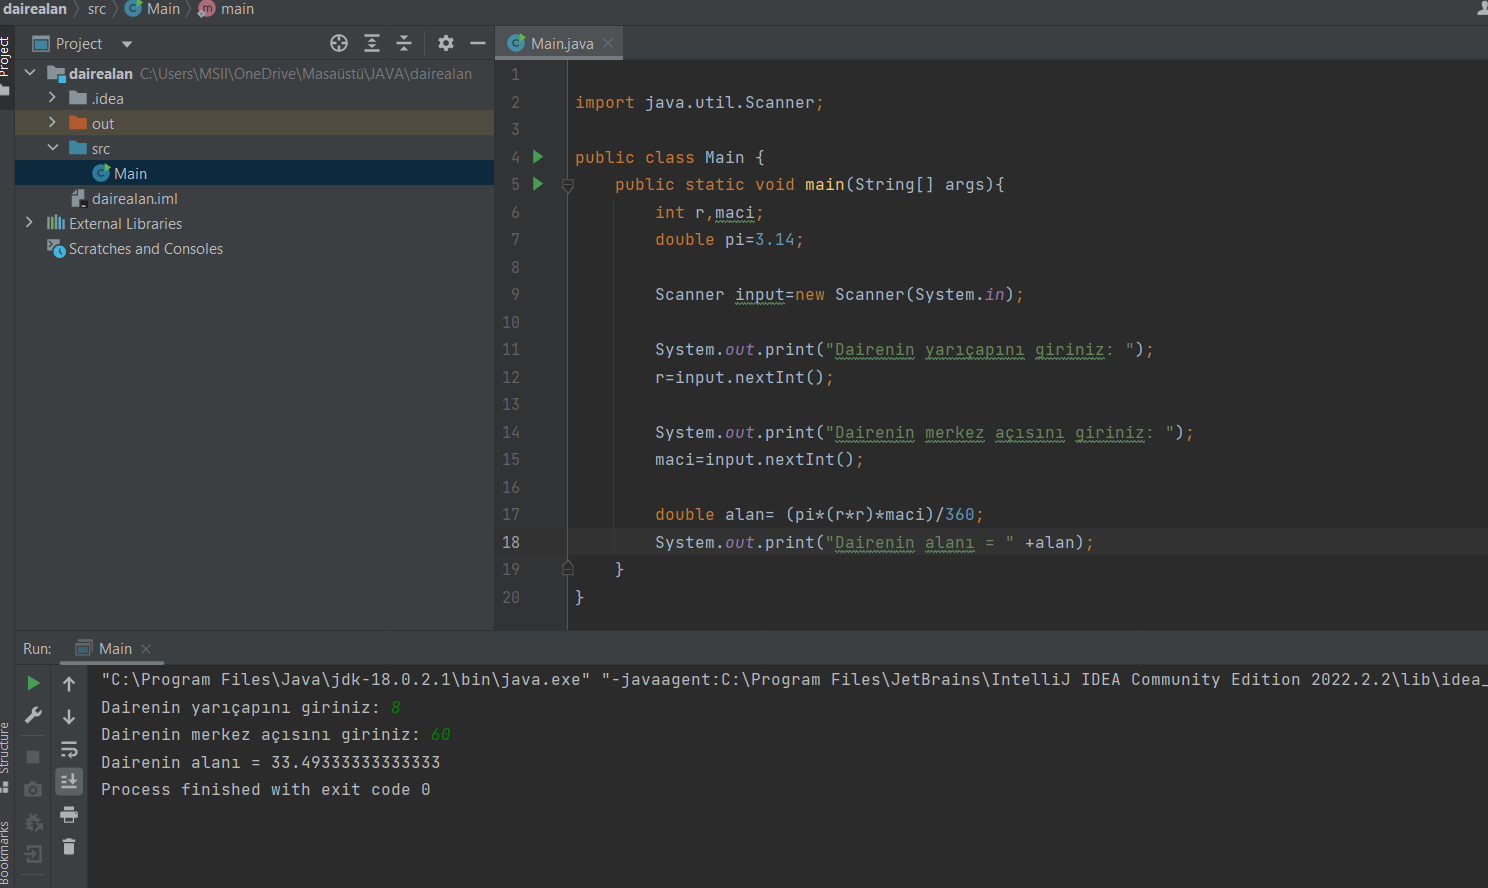 dairealan > src > Main > main
Project
Project
Main.java
dairealan C:\Users\MSII\OneDrive\Masaüstü\JAVA\dairealan
.idea
out
src
Main
dairealan.iml
External Libraries
Scratches and Consoles
1
2 import java.util.Scanner;
3
4 public class Main {
5 public static void main(String[] args){
6 int r,maci;
7 double pi=3.14;
8
9 Scanner input=new Scanner(System.in);
10
11 System.out.print("Dairenin yarıçapını giriniz: ");
12 r=input.nextInt();
13
14 System.out.print("Dairenin merkez açısını giriniz: ");
15 maci=input.nextInt();
16
17 double alan= (pi*(r*r)*maci)/360;
18 System.out.print("Dairenin alanı = " +alan);
19 }
20 }
Run: Main
"C:\Program Files\Java\jdk-18.0.2.1\bin\java.exe" "-javaagent:C:\Program Files\JetBrains\IntelliJ IDEA Community Edition 2022.2.2\lib\idea_
Dairenin yarıçapını giriniz: 8
Dairenin merkez açısını giriniz: 60
Dairenin alanı = 33.49333333333333
Process finished with exit code 0
Structure
Bookmarks